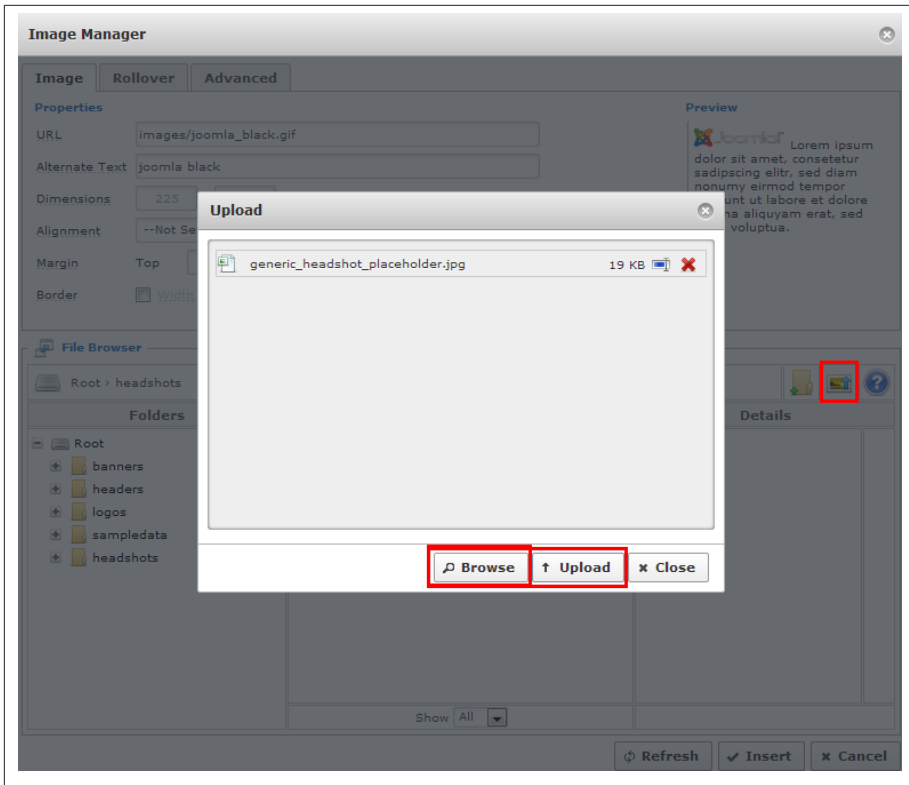 Image Manager
Image Rollover Advanced
Properties
URL images/joomla_black.gif
Alternate Text joomla black
Dimensions 225
Alignment --Not Se
Margin Top
Border Width
Preview
Joomla! Lorem ipsum
dolor sit amet, consetetur
sadipscing elitr, sed diam
nonumy eirmod tempor
unt ut labore et dolore
na aliquyam erat, sed
voluptua.
Upload
generic_headshot_placeholder.jpg 19 KB
Browse Upload Close
File Browser
Root › headshots
Folders
Details
Root
banners
headers
logos
sampledata
headshots
Show All
Refresh Insert Cancel